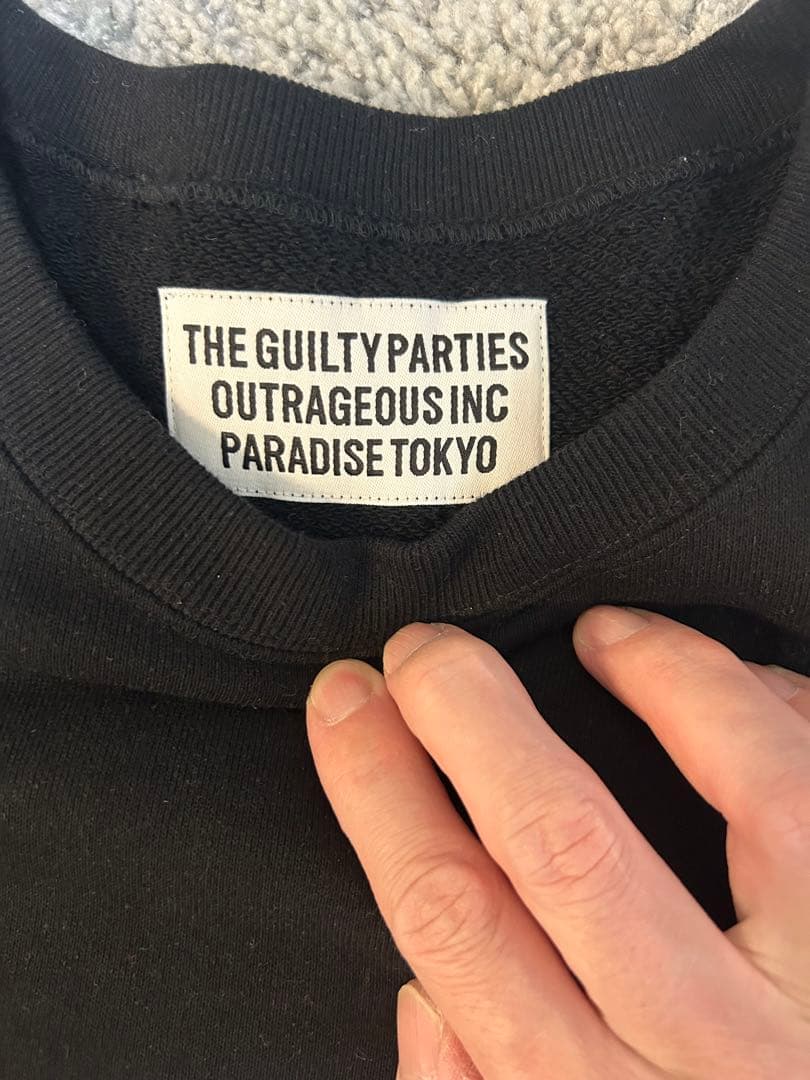 THE GUILTY PARTIES
OUTRAGEOUS INC
PARADISE TOKYO